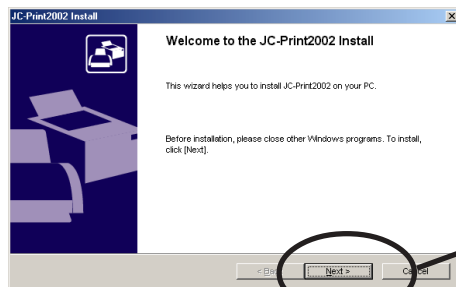 JC-Print2002 Install
Welcome to the JC-Print2002 Install
This wizard helps you to install JC-Print2002 on your PC.
Before installation, please close other Windows programs. To install,
click [Next].
Next > Cancel